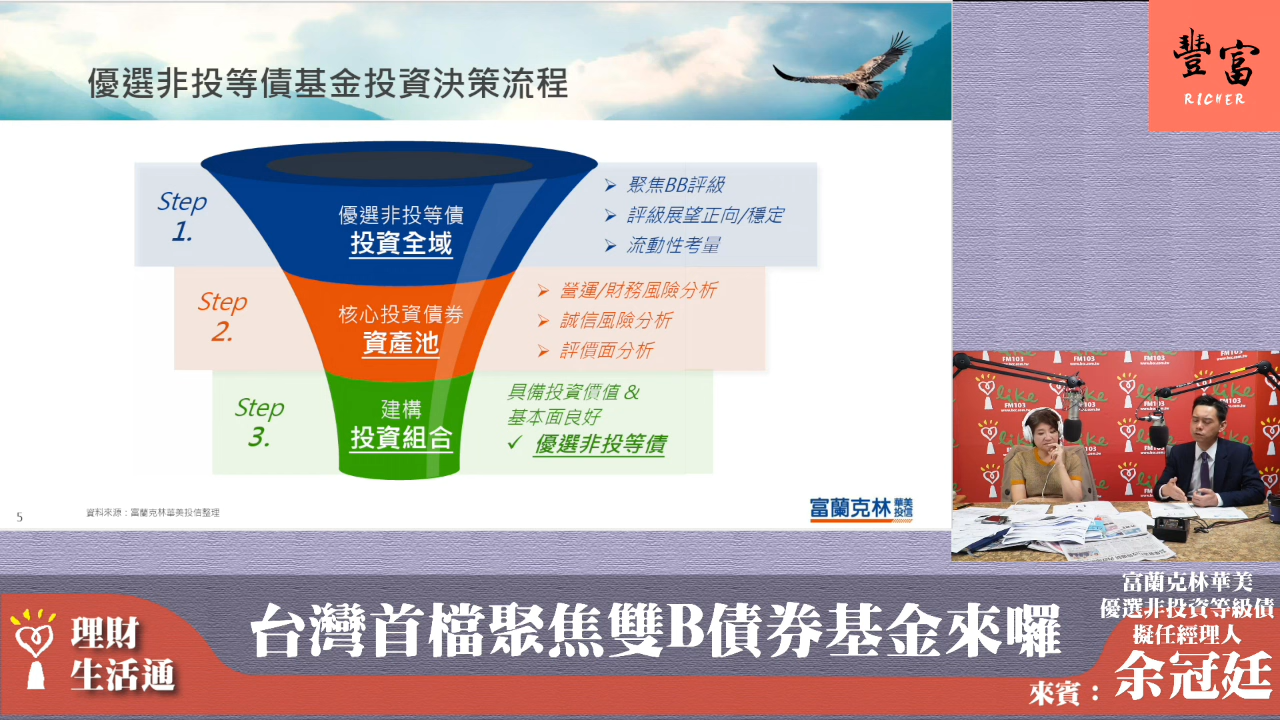 優選非投等債基金投資決策流程
豐富
RICHER
Step
1.
優選非投等債
投資全域
➢ 聚焦BB評級
➢ 評級展望正向/穩定
➢ 流動性考量
Step
2.
核心投資債券
資產池
➢ 營運/財務風險分析
➢ 誠信風險分析
➢ 評價面分析
Step
3.
建構
投資組合
具備投資價值 &
基本面良好
✓ 優選非投等債
5
資料來源：富蘭克林華美投信整理
富蘭克林 華美投信
like
FM103
理財
生活通
台灣首檔聚焦雙B債券基金來囉
富蘭克林華美
優選非投資等級債
擬任經理人
來賓： 余冠廷